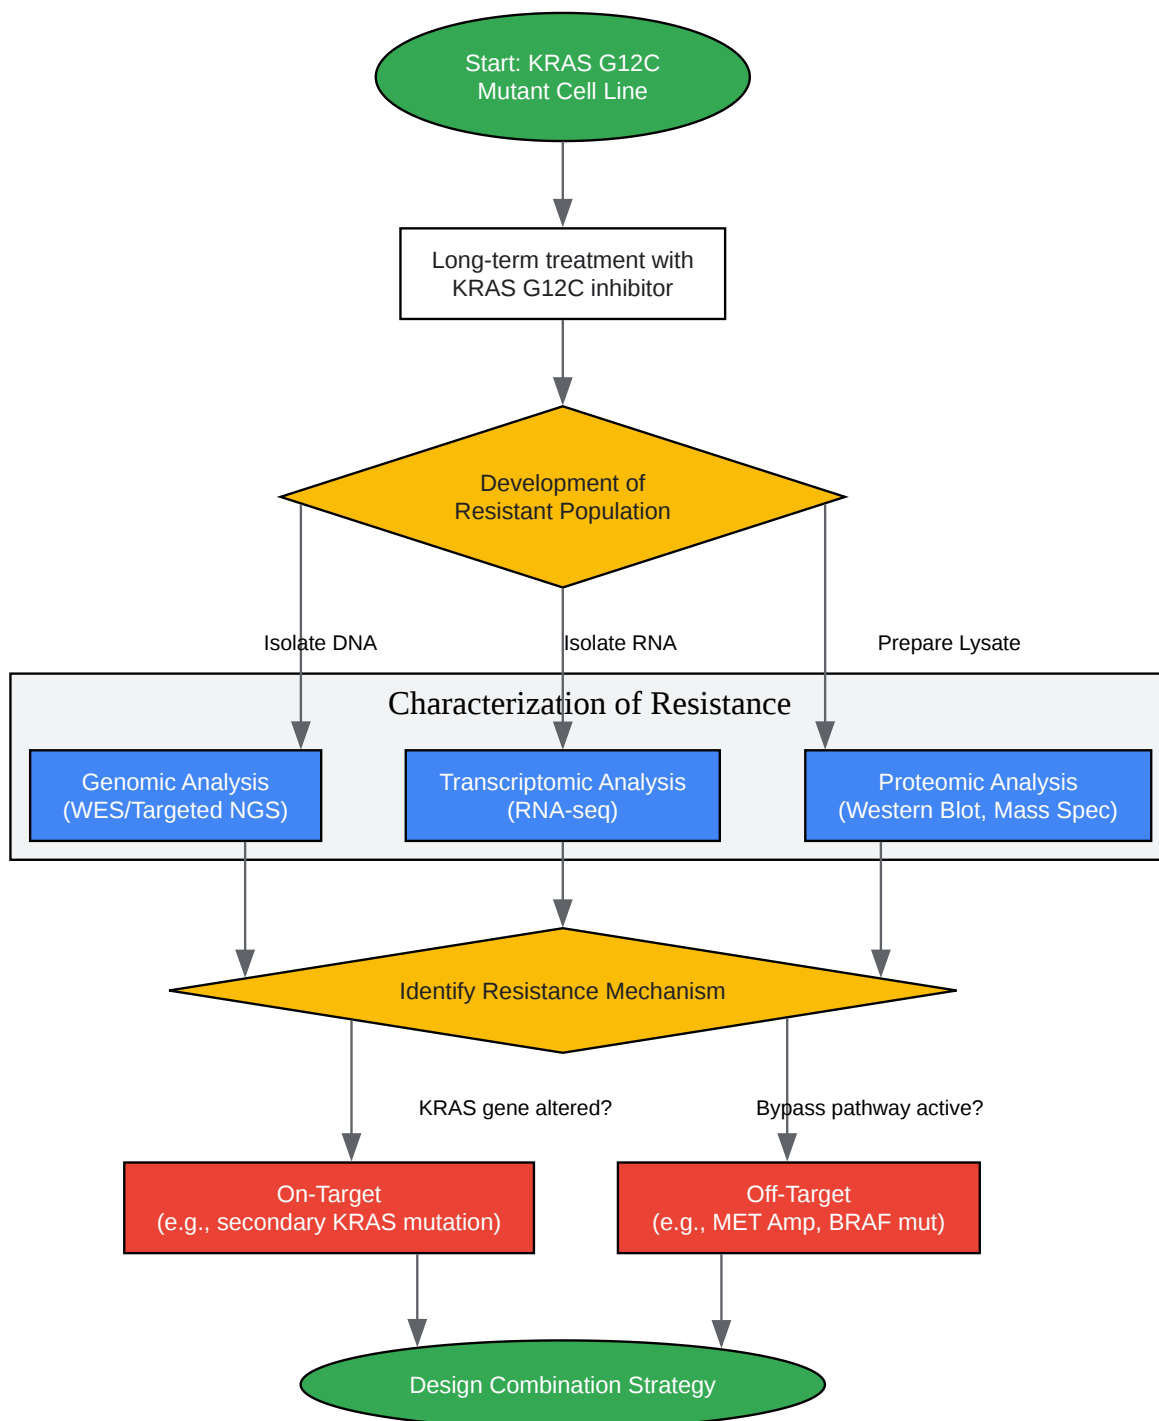 Start: KRAS G12C
Mutant Cell Line
Long-term treatment with
KRAS G12C inhibitor
Development of
Resistant Population
Isolate DNA
Isolate RNA
Prepare Lysate
Characterization of Resistance
Genomic Analysis
(WES/Targeted NGS)
Transcriptomic Analysis
(RNA-seq)
Proteomic Analysis
(Western Blot, Mass Spec)
Identify Resistance Mechanism
KRAS gene altered?
Bypass pathway active?
On-Target
(e.g., secondary KRAS mutation)
Off-Target
(e.g., MET Amp, BRAF mut)
Design Combination Strategy